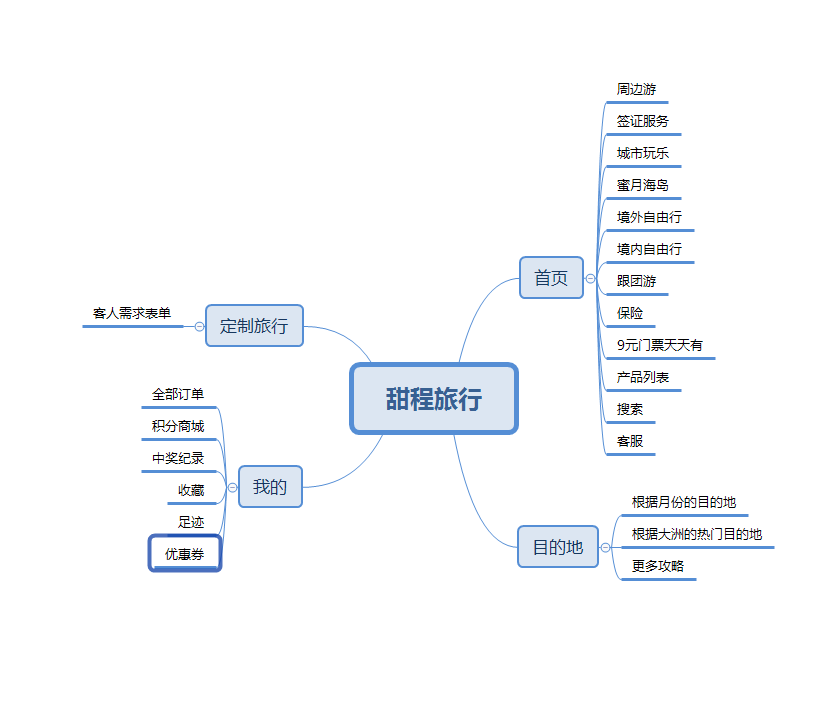 甜程旅行
首页
周边游
签证服务
城市玩乐
蜜月海岛
境外自由行
境内自由行
跟团游
保险
9元门票天天有
产品列表
搜索
客服
目的地
根据月份的目的地
根据大洲的热门目的地
更多攻略
定制旅行
客人需求表单
我的
全部订单
积分商城
中奖纪录
收藏
足迹
优惠券